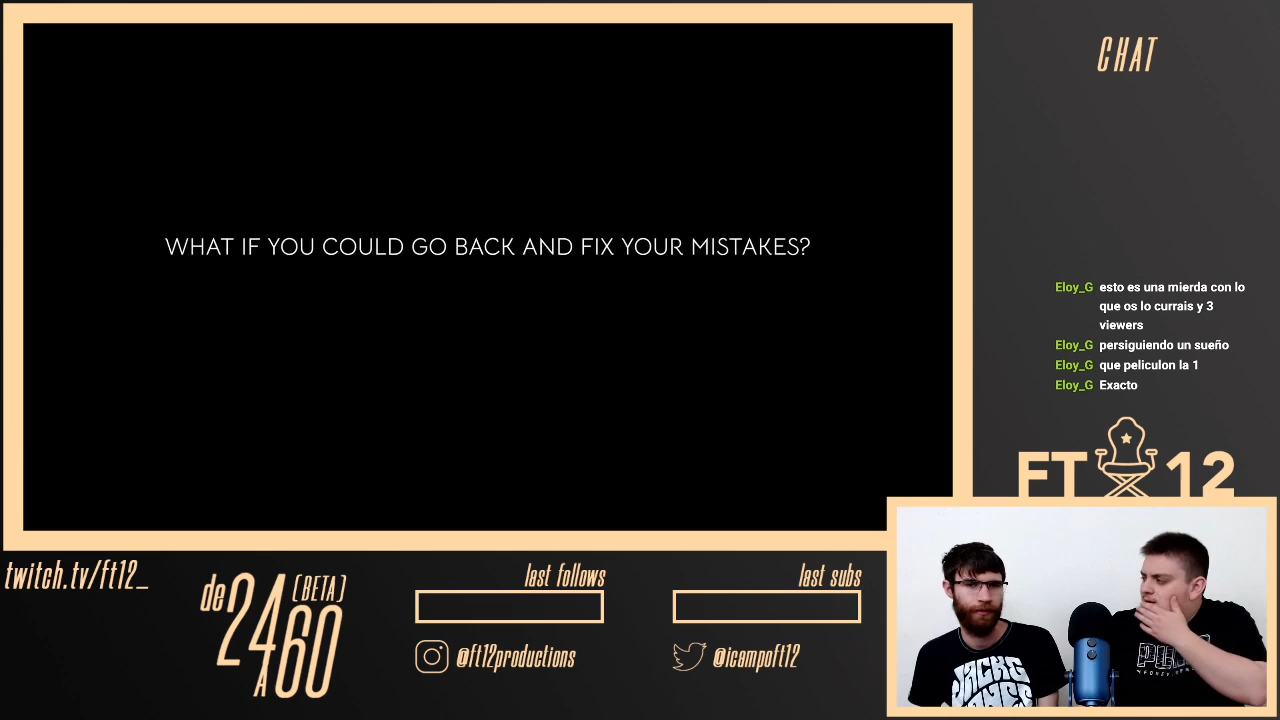 CHAT
WHAT IF YOU COULD GO BACK AND FIX YOUR MISTAKES?
Eloy_G esto es una mierda con lo
que os lo currais y 3
viewers
Eloy_G persiguiendo un sueño
Eloy_G que peliculon la 1
Eloy_G Exacto
FT 12
twitch.tv/ft12_
de 24 (BETA)
A 60
last follows
last subs
@ft12productions
@icampoft12
JACK &
JONES